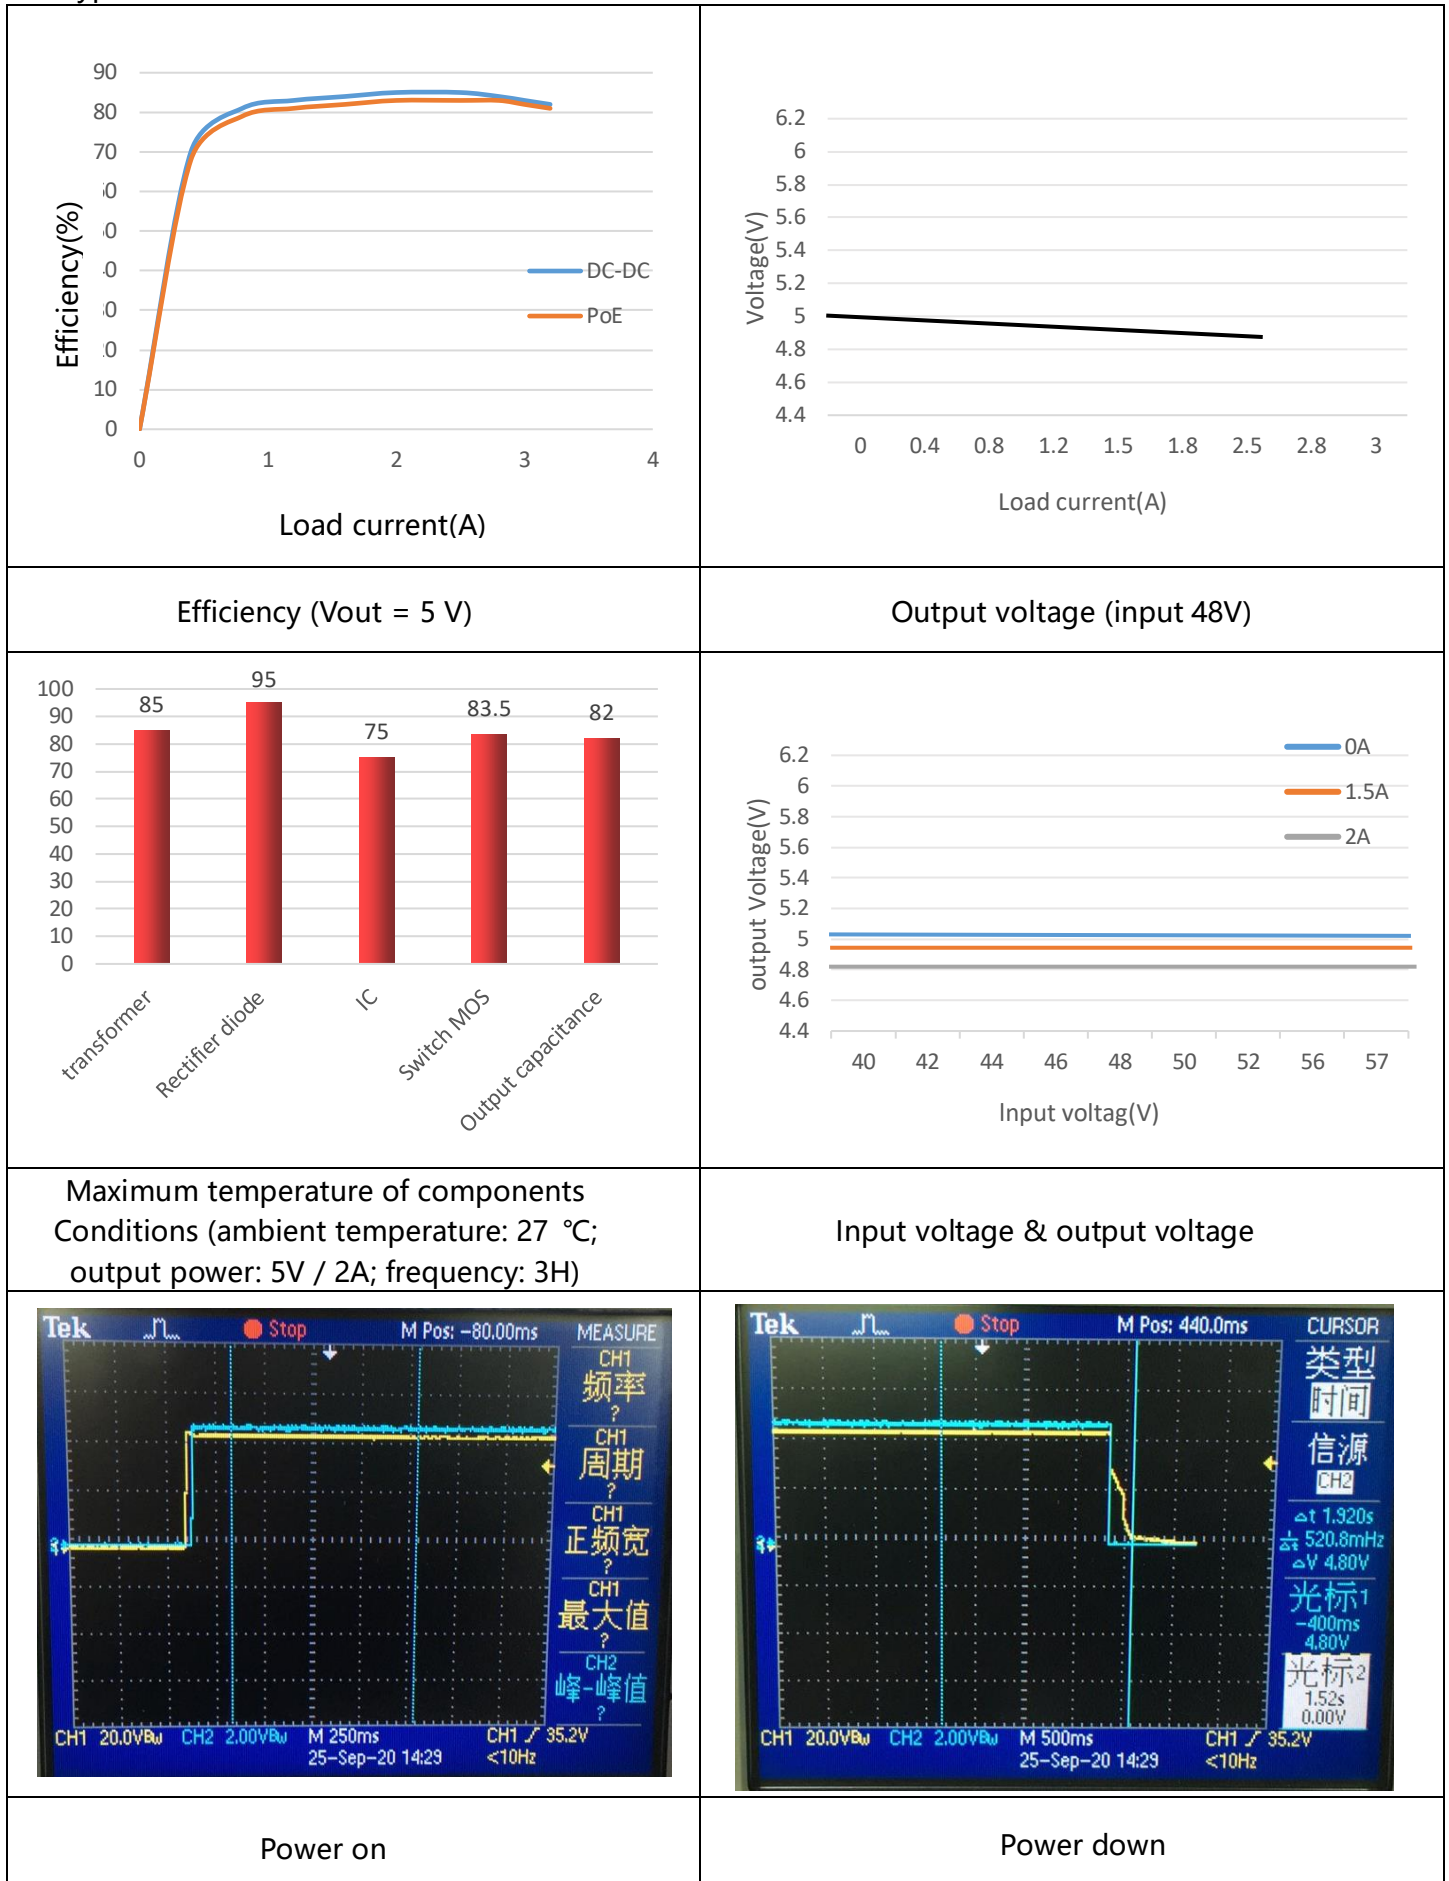 90
80
70
10
0
0
1
2
3
4
Efficiency(%)
DC-DC
PoE
Load current(A)
6.2
6
5.8
5.6
5.4
5.2
5
4.8
4.6
4.4
0 0.4 0.8 1.2 1.5 1.8 2.5 2.8 3
Voltage(V)
Load current(A)
Efficiency (Vout = 5 V)
Output voltage (input 48V)
100
90
80
70
60
50
40
30
20
10
0
85
95
75
83.5
82
transformer
Rectifier diode
IC
Switch MOS
Output capacitance
6.2
6
5.8
5.6
5.4
5.2
5
4.8
4.6
4.4
output Voltage(V)
0A
1.5A
2A
40 42 44 46 48 50 52 56 57
Input voltag(V)
Maximum temperature of components
Conditions (ambient temperature: 27 ℃;
output power: 5V / 2A; frequency: 3H)
Input voltage & output voltage
Tek Stop M Pos: -80.00ms MEASURE
CH1
频率
?
CH1
周期
?
CH1
正频宽
?
CH1
最大值
?
CH2
峰-峰值
?
CH1 20.0VBw CH2 2.00VBw M 250ms CH1 35.2V
25-Sep-20 14:29 <10Hz
Tek Stop M Pos: 440.0ms CURSOR
类型
时间
信源
CH2
△t 1.920s
520.8mHz
△V 4.80V
光标1
-400ms
4.80V
光标2
1.52s
0.00V
CH1 20.0VBw CH2 2.00VBw M 500ms CH1 35.2V
25-Sep-20 14:29 <10Hz
Power on
Power down